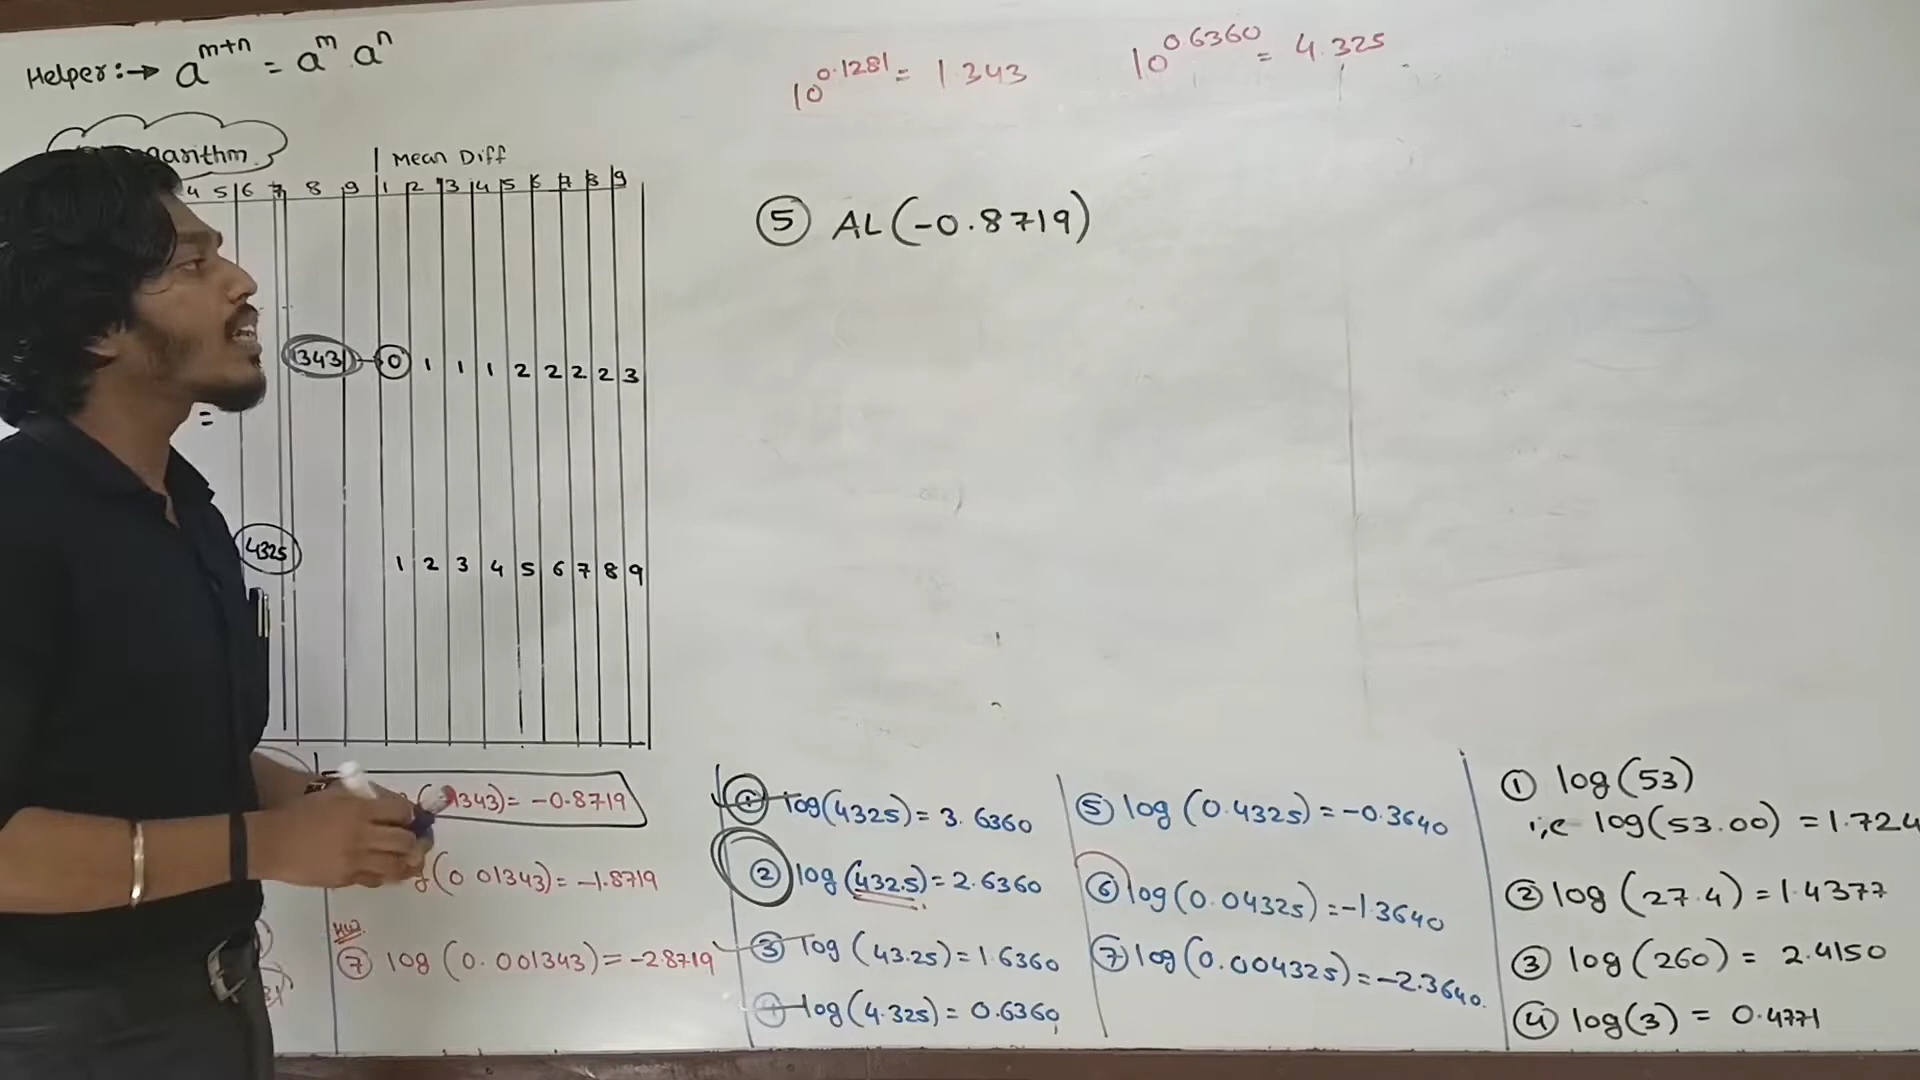 Helper:→ a^m+n = a^m . a^n
10^0.1281 = 1.343
10^0.6360 = 4.325
Mean Diff
4 5 6 7 8 9 1 2 3 4 5 6 7 8 9
1343 0 1 1 1 2 2 2 2 3
=
4325 1 2 3 4 5 6 7 8 9
⑤ AL(-0.8719)
1343) = -0.8719
(0.01343) = -1.8719
HW
⑦ log (0.001343) = -2.8719
① log(4325) = 3.6360
② log(432.5) = 2.6360
③ log (43.25) = 1.6360
④ log(4.325) = 0.6360
⑤ log (0.4325) = -0.3640
⑥ log(0.04325) = -1.3640
⑦ log(0.004325) = -2.3640.
① log(53)
i,e log(53.00) = 1.724
② log (27.4) = 1.4377
③ log(260) = 2.4150
④ log(3) = 0.4771